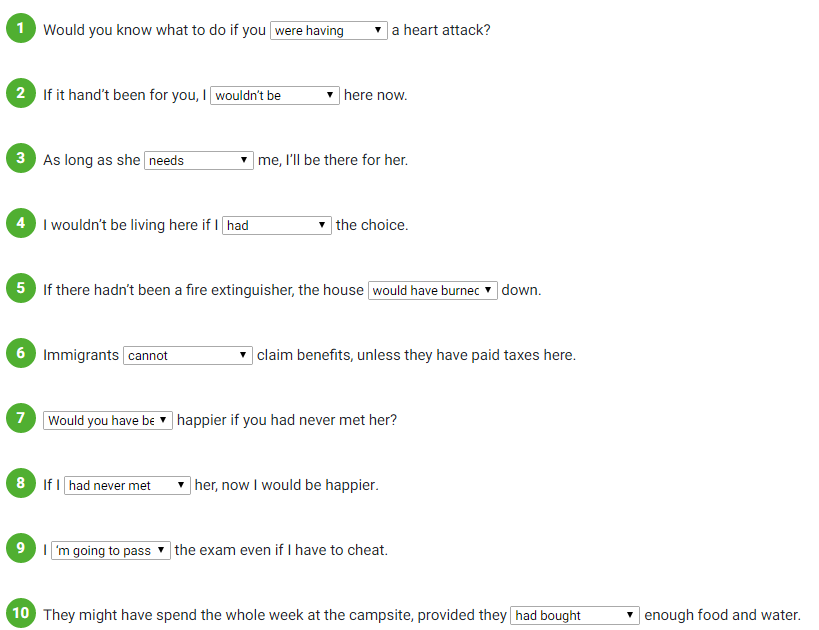 1 Would you know what to do if you were having a heart attack?
2 If it hand't been for you, I wouldn't be here now.
3 As long as she needs me, I'll be there for her.
4 I wouldn't be living here if I had the choice.
5 If there hadn't been a fire extinguisher, the house would have burnec down.
6 Immigrants cannot claim benefits, unless they have paid taxes here.
7 Would you have be happier if you had never met her?
8 If I had never met her, now I would be happier.
9 I 'm going to pass the exam even if I have to cheat.
10 They might have spend the whole week at the campsite, provided they had bought enough food and water.